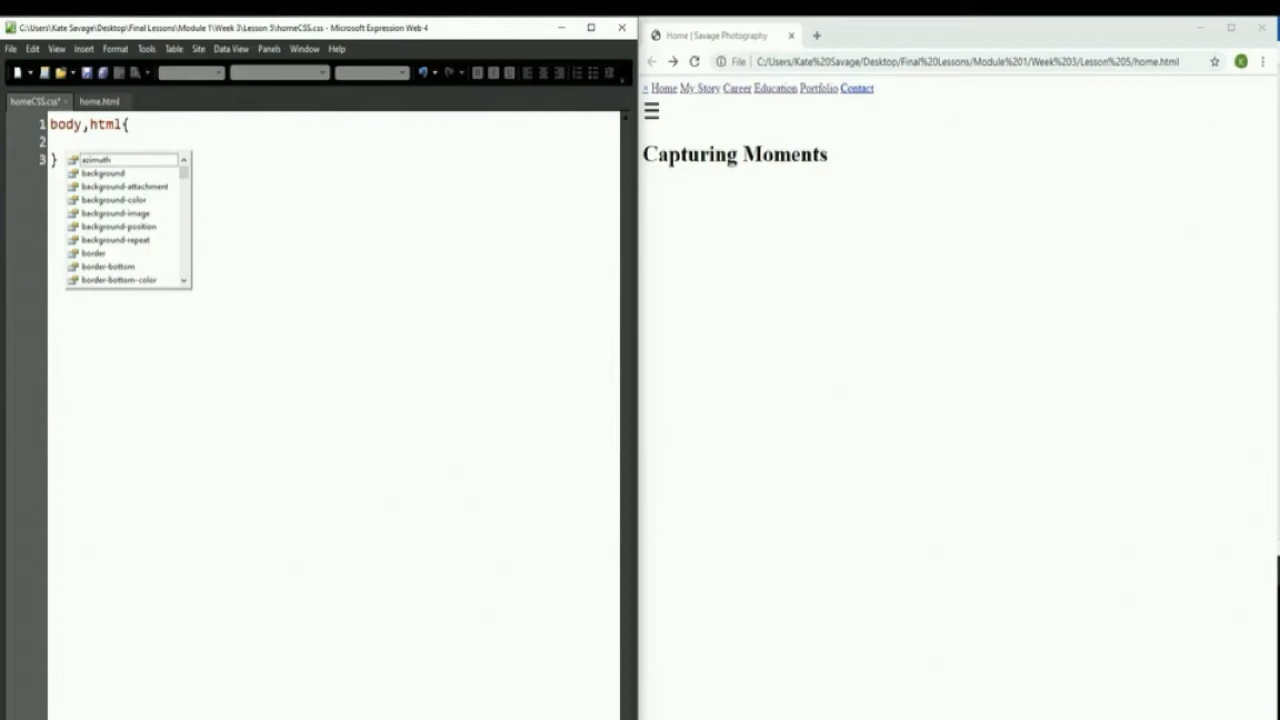 C:\Users\Kate Savage\Desktop\Final Lessons\Module 1\Week 3\Lesson 5\homeCSS.css - Microsoft Expression Web 4
File Edit View Insert Format Tools Table Site Data View Panels Window Help
homeCSS.css* home.html
1 body,html{
2
3 }
azimuth
background
background-attachment
background-color
background-image
background-position
background-repeat
border
border-bottom
border-bottom-color
Home | Savage Photography
File C:/Users/Kate%20Savage/Desktop/Final%20Lessons/Module%201/Week%203/Lesson%205/home.html
× Home My Story Career Education Portfolio Contact
☰
Capturing Moments